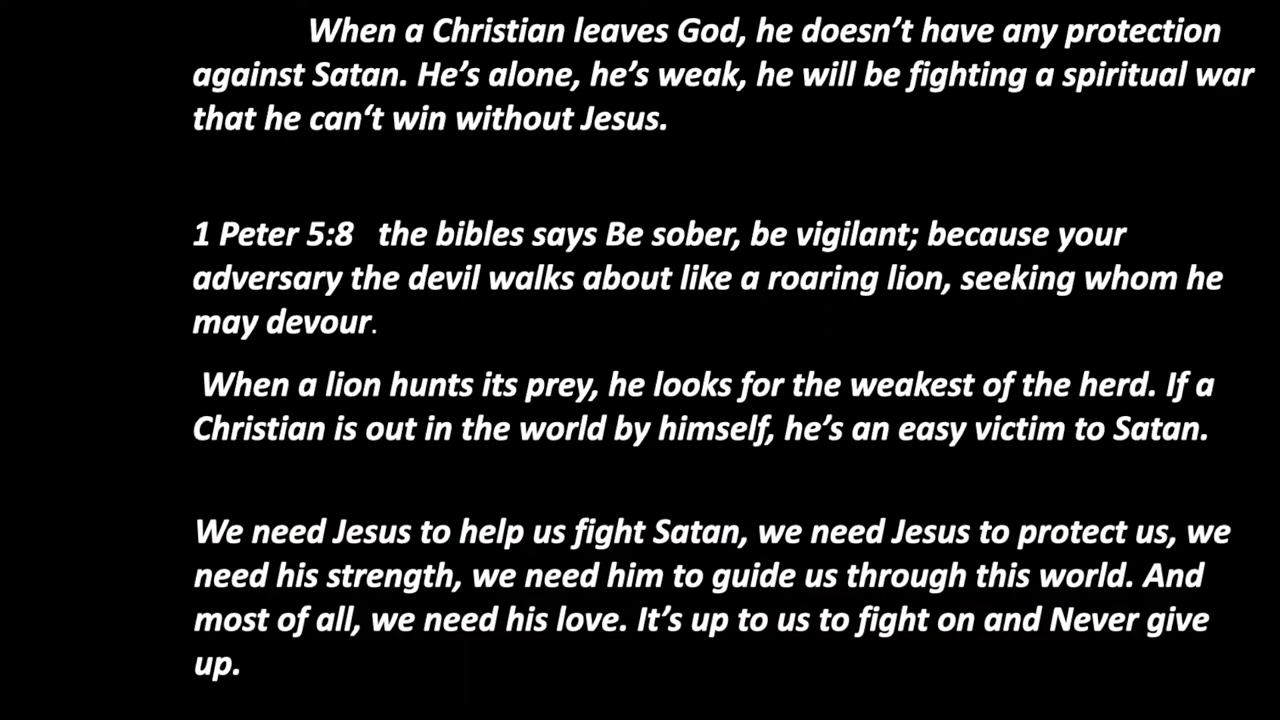 When a Christian leaves God, he doesn’t have any protection
against Satan. He’s alone, he’s weak, he will be fighting a spiritual war
that he can‘t win without Jesus.
1 Peter 5:8   the bibles says Be sober, be vigilant; because your
adversary the devil walks about like a roaring lion, seeking whom he
may devour.
When a lion hunts its prey, he looks for the weakest of the herd. If a
Christian is out in the world by himself, he’s an easy victim to Satan.
We need Jesus to help us fight Satan, we need Jesus to protect us, we
need his strength, we need him to guide us through this world. And
most of all, we need his love. It’s up to us to fight on and Never give
up.